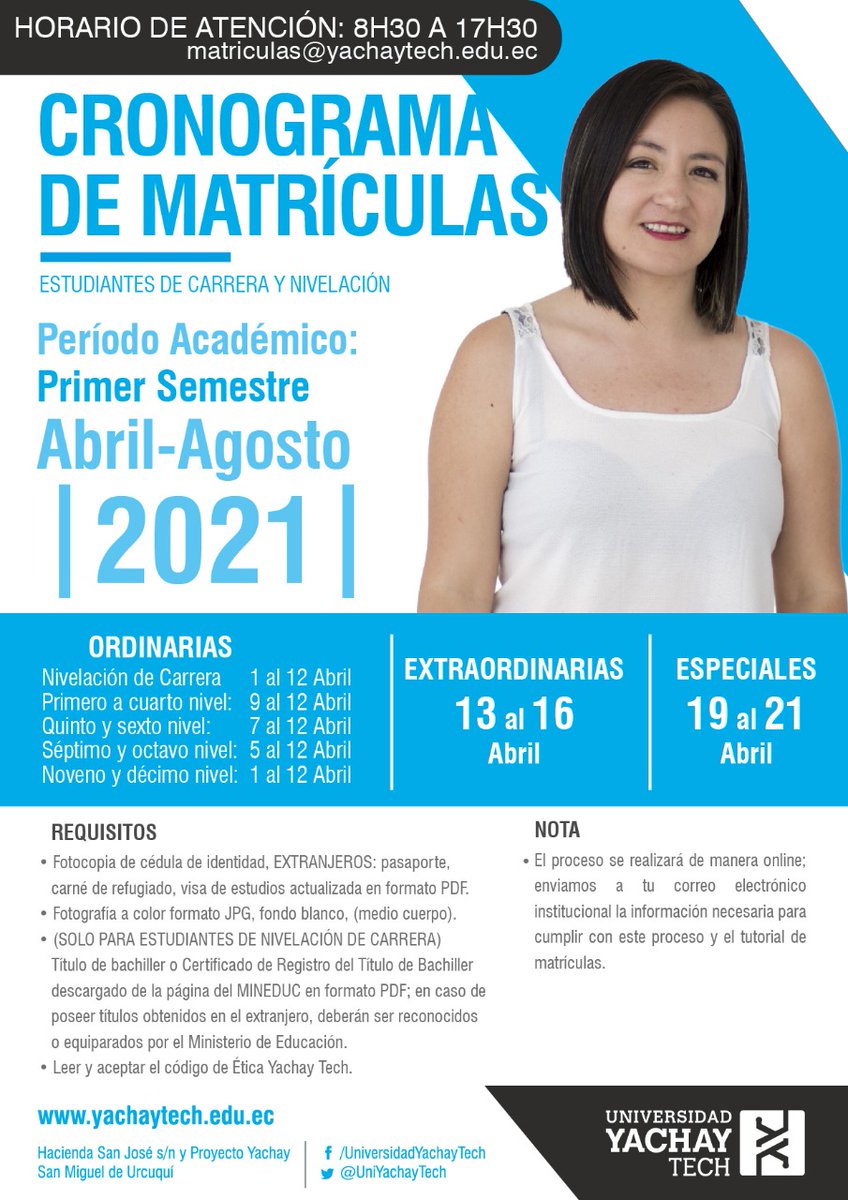 HORARIO DE ATENCIÓN: 8H30 A 17H30
matriculas@yachaytech.edu.ec
CRONOGRAMA
DE MATRÍCULAS
ESTUDIANTES DE CARRERA Y NIVELACIÓN
Período Académico:
Primer Semestre
Abril-Agosto
|2021|
ORDINARIAS
Nivelación de Carrera 1 al 12 Abril
Primero a cuarto nivel: 9 al 12 Abril
Quinto y sexto nivel: 7 al 12 Abril
Séptimo y octavo nivel: 5 al 12 Abril
Noveno y décimo nivel: 1 al 12 Abril
EXTRAORDINARIAS
13 al 16
Abril
ESPECIALES
19 al 21
Abril
REQUISITOS
• Fotocopia de cédula de identidad, EXTRANJEROS: pasaporte,
carné de refugiado, visa de estudios actualizada en formato PDF.
• Fotografía a color formato JPG, fondo blanco, (medio cuerpo).
• (SOLO PARA ESTUDIANTES DE NIVELACIÓN DE CARRERA)
Título de bachiller o Certificado de Registro del Título de Bachiller
descargado de la página del MINEDUC en formato PDF; en caso de
poseer títulos obtenidos en el extranjero, deberán ser reconocidos
o equiparados por el Ministerio de Educación.
• Leer y aceptar el código de Ética Yachay Tech.
NOTA
• El proceso se realizará de manera online;
enviamos a tu correo electrónico
institucional la información necesaria para
cumplir con este proceso y el tutorial de
matrículas.
www.yachaytech.edu.ec
Hacienda San José s/n y Proyecto Yachay
San Miguel de Urcuquí
/UniversidadYachayTech
@UniYachayTech
UNIVERSIDAD
YACHAY
TECH